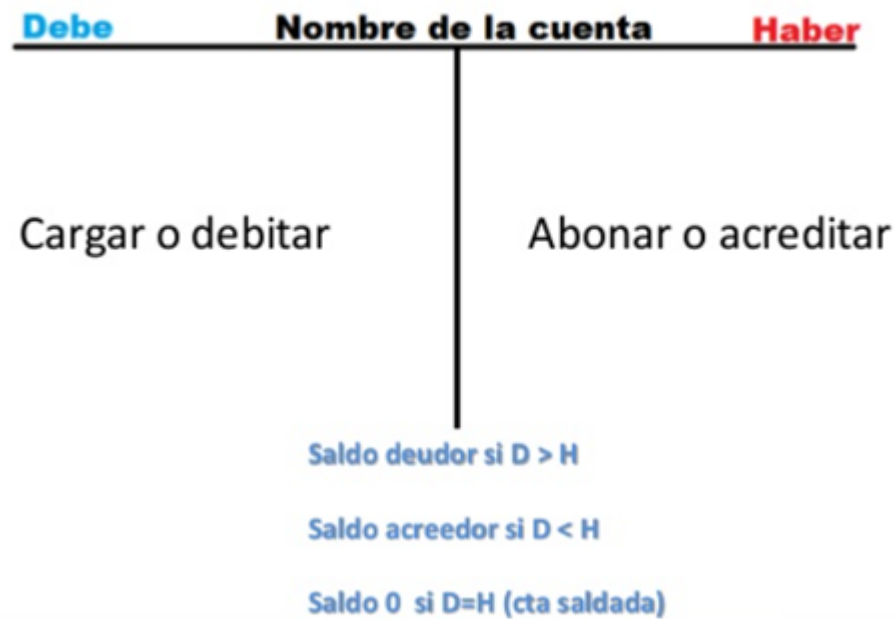 Debe Nombre de la cuenta Haber
Cargar o debitar Abonar o acreditar
Saldo deudor si D > H
Saldo acreedor si D < H
Saldo 0 si D=H (cta saldada)